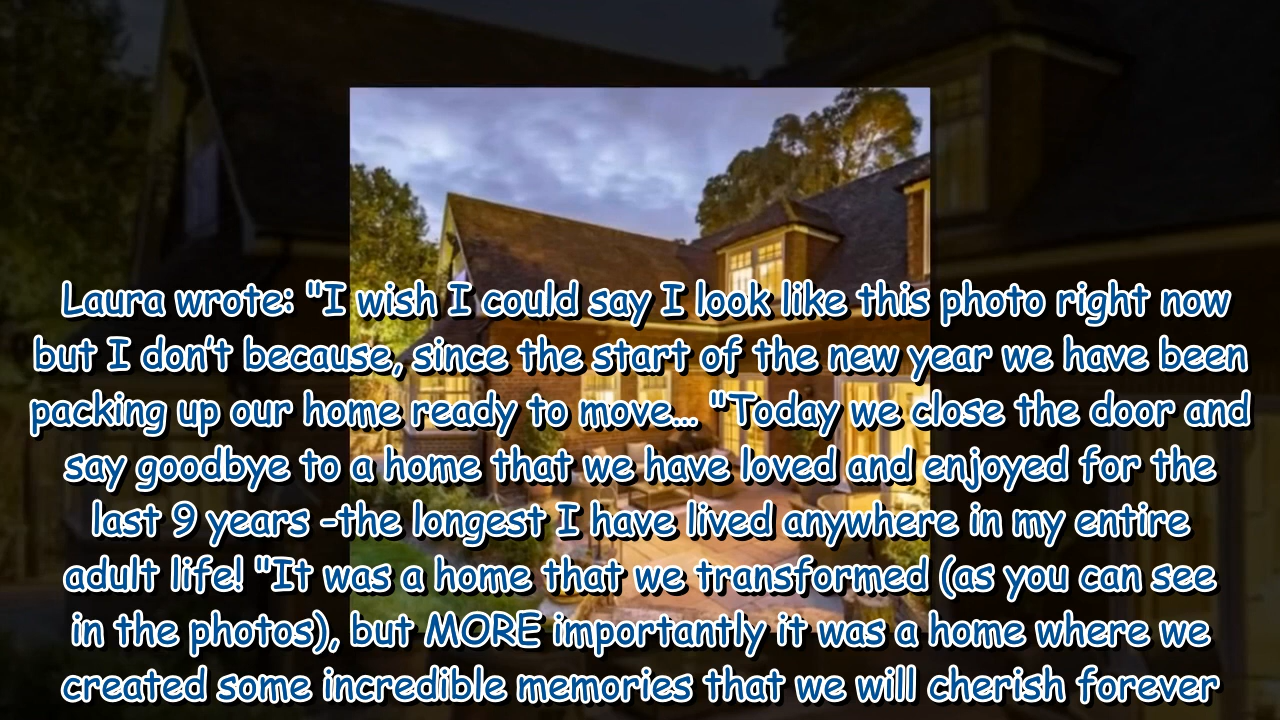 Laura wrote: "I wish I could say I look like this photo right now
but I don't because, since the start of the new year we have been
packing up our home ready to move... "Today we close the door and
say goodbye to a home that we have loved and enjoyed for the
last 9 years -the longest I have lived anywhere in my entire
adult life! "It was a home that we transformed (as you can see
in the photos), but MORE importantly it was a home where we
created some incredible memories that we will cherish forever